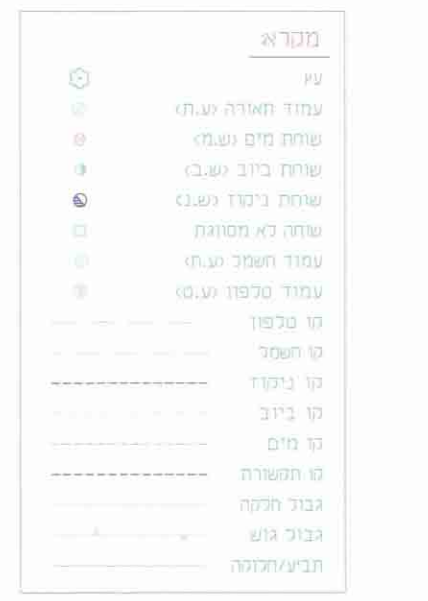 מקרא:
עץ
עמוד תאורה (ע.ת)
שוחת מים (ש.מ)
שוחת ביוב (ש.ב)
שוחת ניקוז (ש.נ)
שוחה לא מסווגת
עמוד חשמל (ע.ח)
עמוד טלפון (ע.ט)
קו טלפון
קו חשמל
קו ניקוז
קו ביוב
קו מים
קו תקשורת
גבול חלקה
גבול גוש
תביע/חלוקה